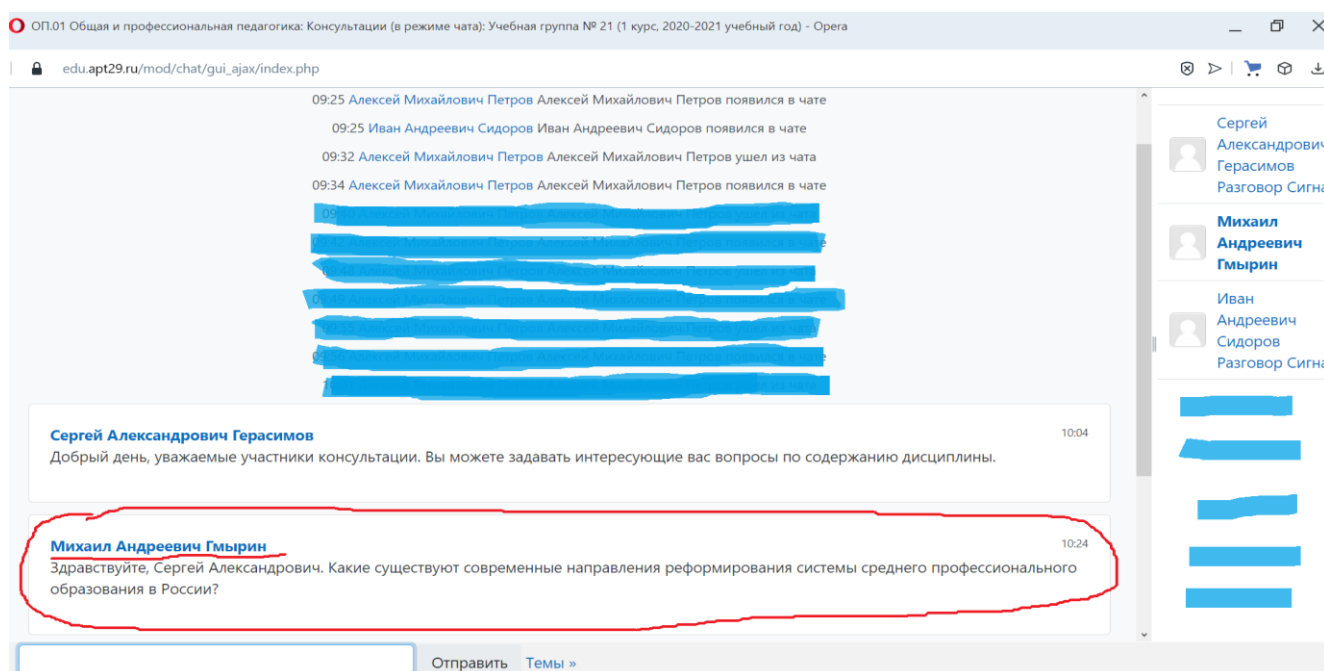 ОП.01 Общая и профессиональная педагогика: Консультации (в режиме чата): Учебная группа № 21 (1 курс, 2020-2021 учебный год) - Opera
edu.apt29.ru/mod/chat/gui_ajax/index.php
09:25 Алексей Михайлович Петров Алексей Михайлович Петров появился в чате
09:25 Иван Андреевич Сидоров Иван Андреевич Сидоров появился в чате
09:32 Алексей Михайлович Петров Алексей Михайлович Петров ушел из чата
09:34 Алексей Михайлович Петров Алексей Михайлович Петров появился в чате
Сергей Александрович Герасимов 10:04
Добрый день, уважаемые участники консультации. Вы можете задавать интересующие вас вопросы по содержанию дисциплины.
Михаил Андреевич Гмырин 10:24
Здравствуйте, Сергей Александрович. Какие существуют современные направления реформирования системы среднего профессионального
образования в России?
Отправить Темы »
Сергей
Александрович
Герасимов
Разговор Сигна
Михаил
Андреевич
Гмырин
Иван
Андреевич
Сидоров
Разговор Сигна